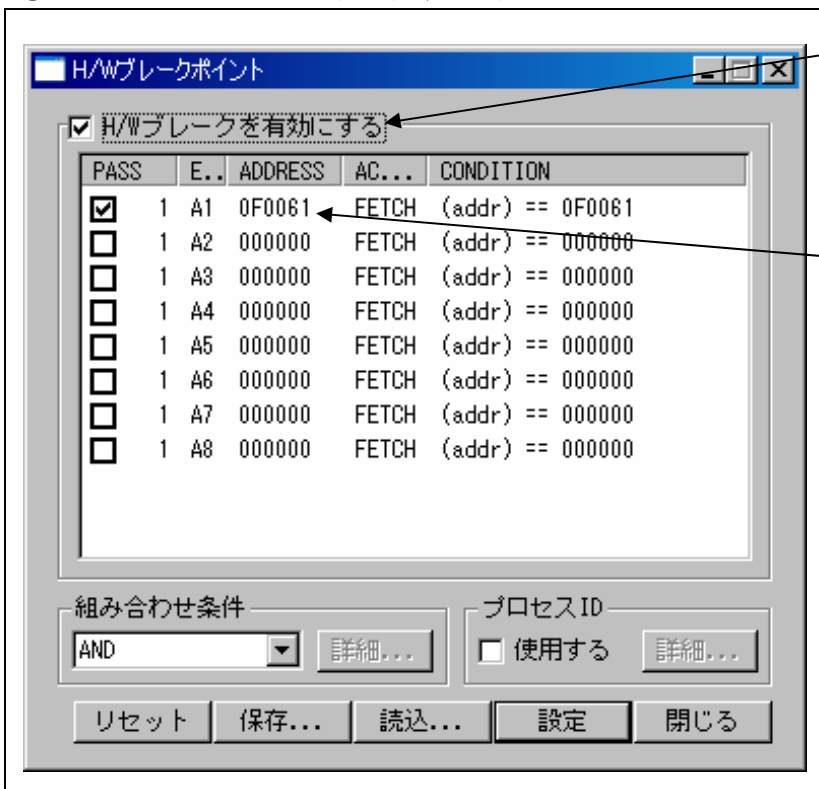 H/Wブレークポイント
H/Wブレークを有効にする
PASS E.. ADDRESS AC... CONDITION
1 A1 0F0061 FETCH (addr) == 0F0061
1 A2 000000 FETCH (addr) == 000000
1 A3 000000 FETCH (addr) == 000000
1 A4 000000 FETCH (addr) == 000000
1 A5 000000 FETCH (addr) == 000000
1 A6 000000 FETCH (addr) == 000000
1 A7 000000 FETCH (addr) == 000000
1 A8 000000 FETCH (addr) == 000000
組み合わせ条件 プロセスID
AND 詳細... 使用する 詳細...
リセット 保存... 読込... 設定 閉じる